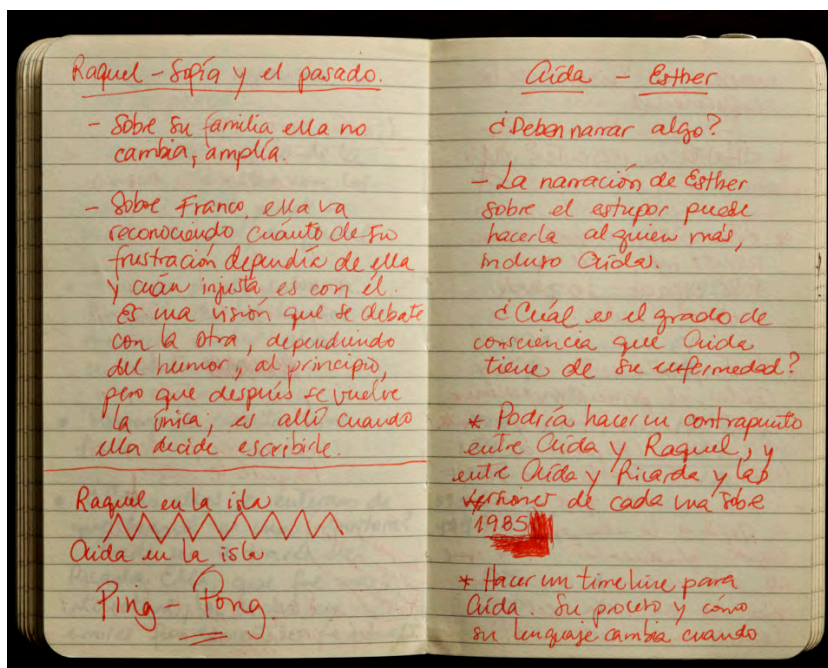 Raquel – Sofía y el pasado.
– Sobre su familia ella no
cambia, amplía.
– Sobre Franco, ella va
reconociendo cuánto de su
frustración dependía de ella
y cuán injusta es con él.
Es una visión que se debate
con la otra, dependiendo
del humor, al principio,
pero que después se vuelve
la única, es allí cuando
ella decide escribirle.
Raquel en la isla
Aída en la isla
Ping – Pong
Aída – Esther
¿Deben narrar algo?
– La narración de Esther
sobre el estupor puede
hacerla alguien más,
incluso Aída.
¿Cuál es el grado de
consciencia que Aída
tiene de su enfermedad?
* Podría hacer un contrapunto
entre Aída y Raquel, y
entre Aída y Ricarda y las
versiones de cada una sobre
1985
* Hacer un timeline para
Aída. Su proceso y cómo
su lenguaje cambia cuando